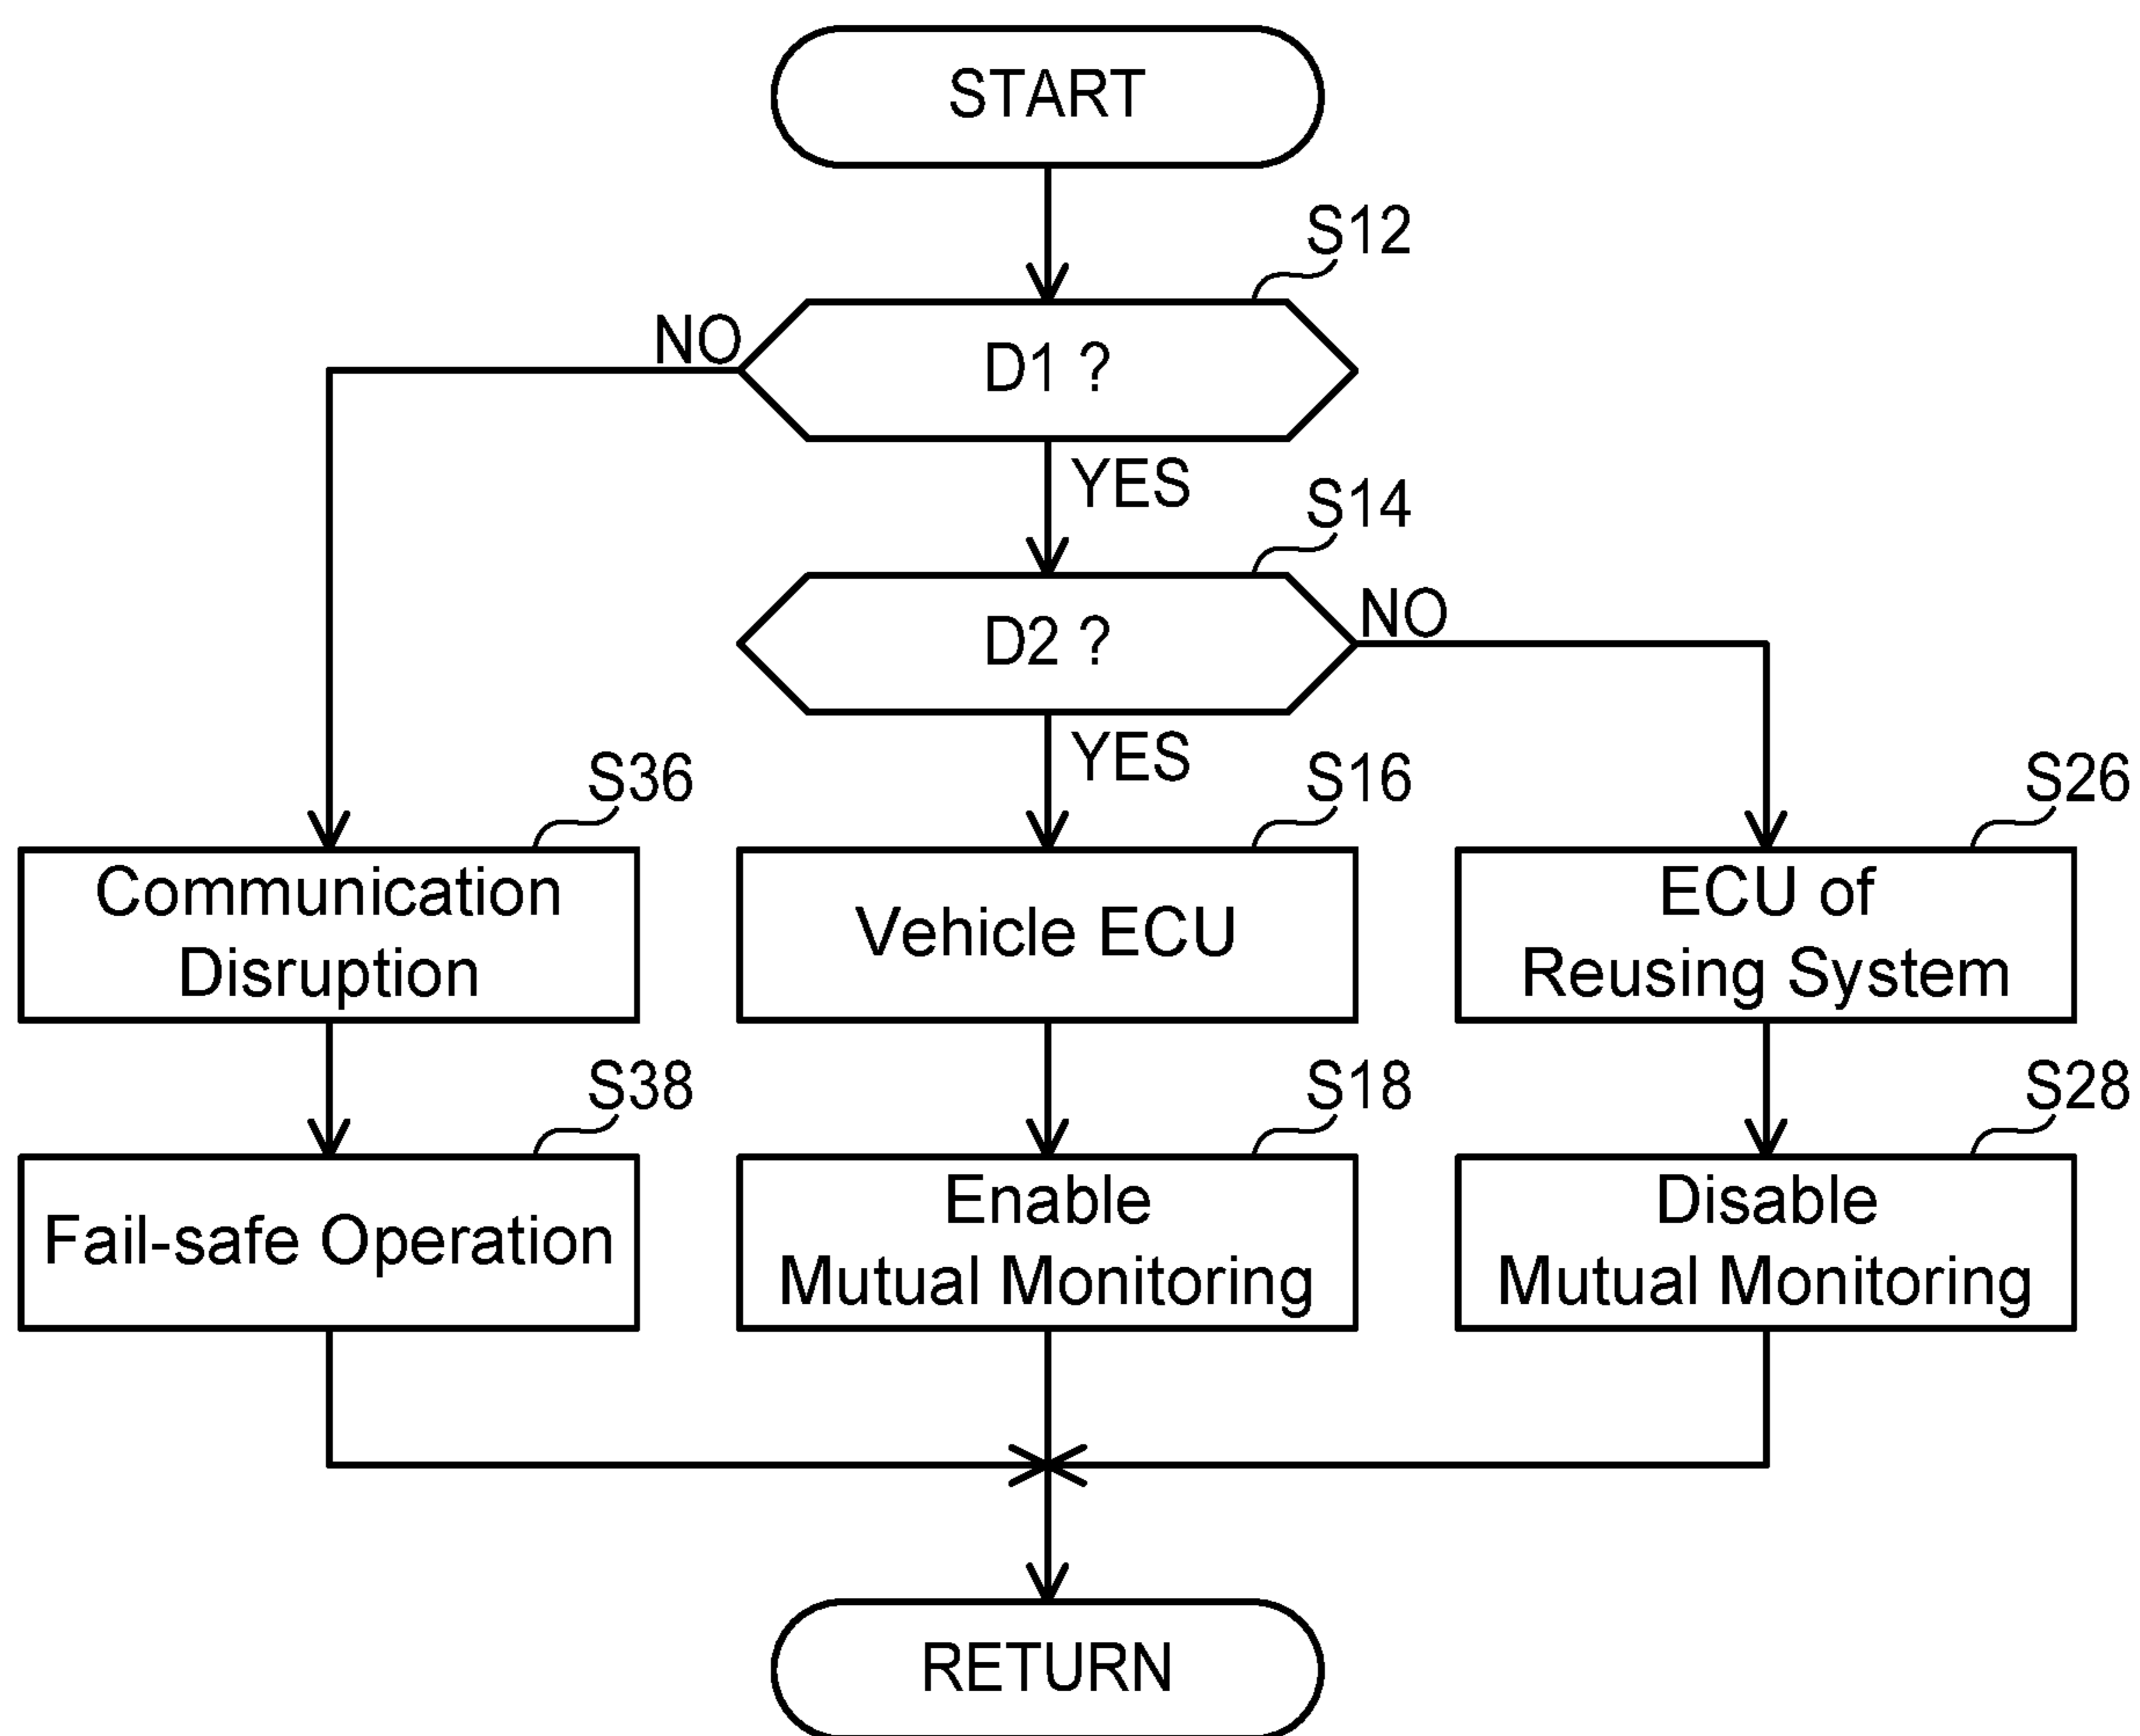 START
S12
NO
D1 ?
YES
S14
D2 ?
NO
YES
S36
S16
S26
Communication
Disruption
Vehicle ECU
ECU of
Reusing System
S38
S18
S28
Fail-safe Operation
Enable
Mutual Monitoring
Disable
Mutual Monitoring
RETURN